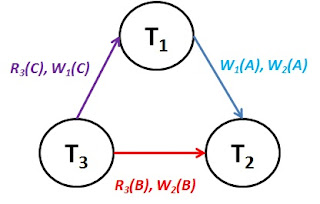 T₁
R₃(C), W₁(C)
W₁(A), W₂(A)
T₃
T₂
R₃(B), W₂(B)